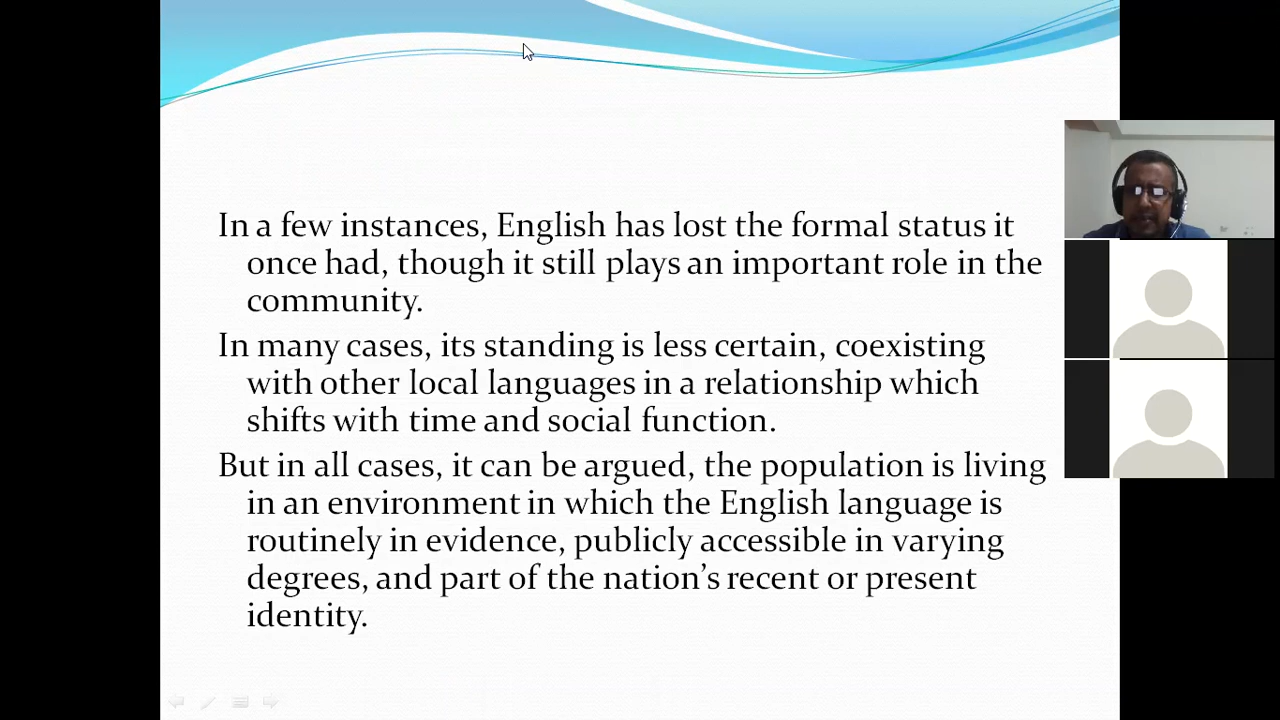 In a few instances, English has lost the formal status it
once had, though it still plays an important role in the
community.
In many cases, its standing is less certain, coexisting
with other local languages in a relationship which
shifts with time and social function.
But in all cases, it can be argued, the population is living
in an environment in which the English language is
routinely in evidence, publicly accessible in varying
degrees, and part of the nation’s recent or present
identity.